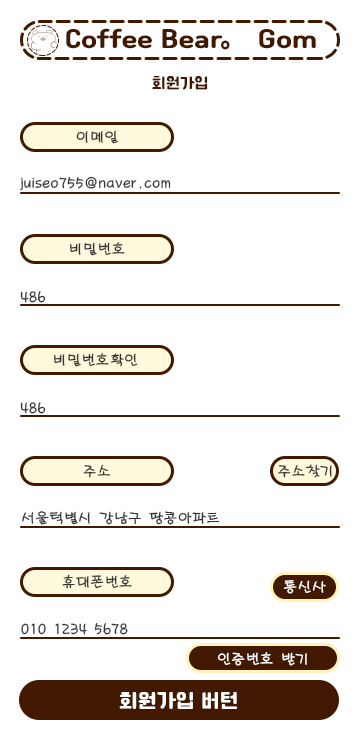 Coffee Bear。 Gom
회원가입
이메일
juiseo755@naver.com
비밀번호
486
비밀번호확인
486
주소 주소찾기
서울턱별시 강남구 땅콩아파트
휴대폰번호 통신사
010 1234 5678
인증번호 받기
회원가입 버턴